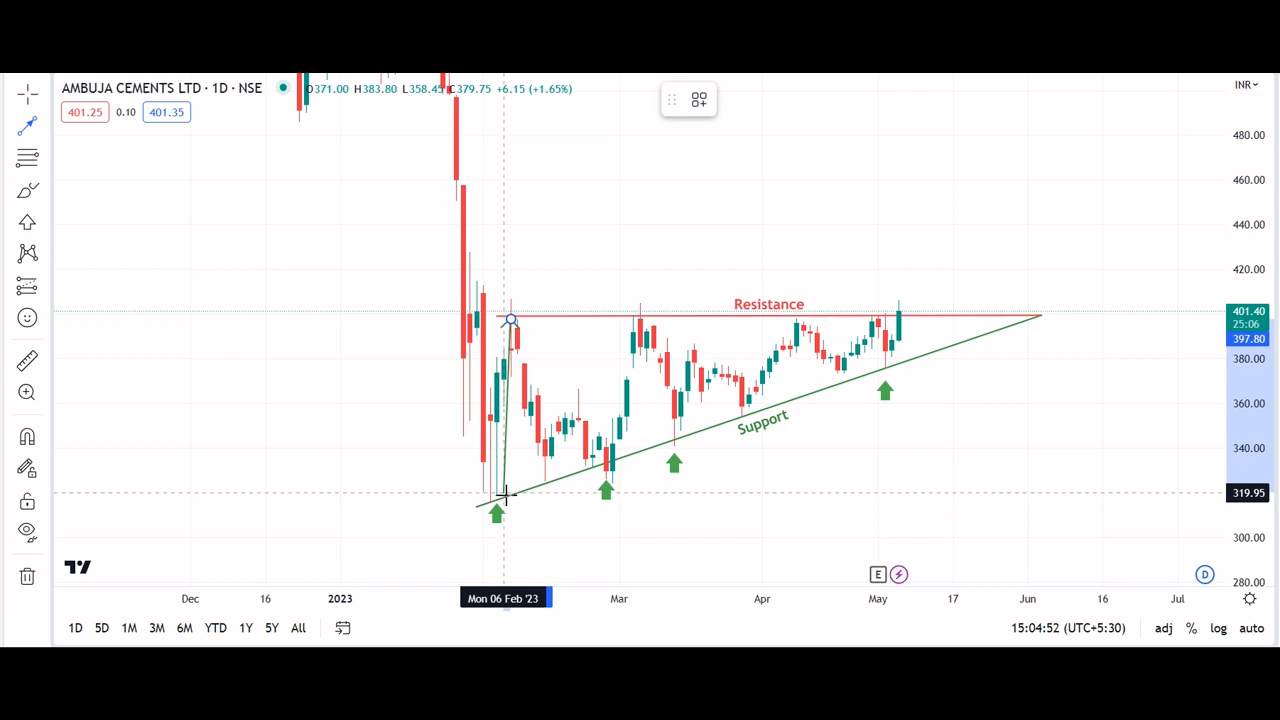 AMBUJA CEMENTS LTD · 1D · NSE
O371.00 H383.80 L358.45 C379.75 +6.15 (+1.65%)
INR
401.25 0.10 401.35
480.00
460.00
440.00
420.00
Resistance
401.40
25:06
397.80
380.00
360.00
Support
340.00
319.95
300.00
E
D
280.00
Dec 16 2023 Mon 06 Feb '23 Mar Apr May 17 Jun 16 Jul
1D 5D 1M 3M 6M YTD 1Y 5Y All 15:04:52 (UTC+5:30) adj % log auto